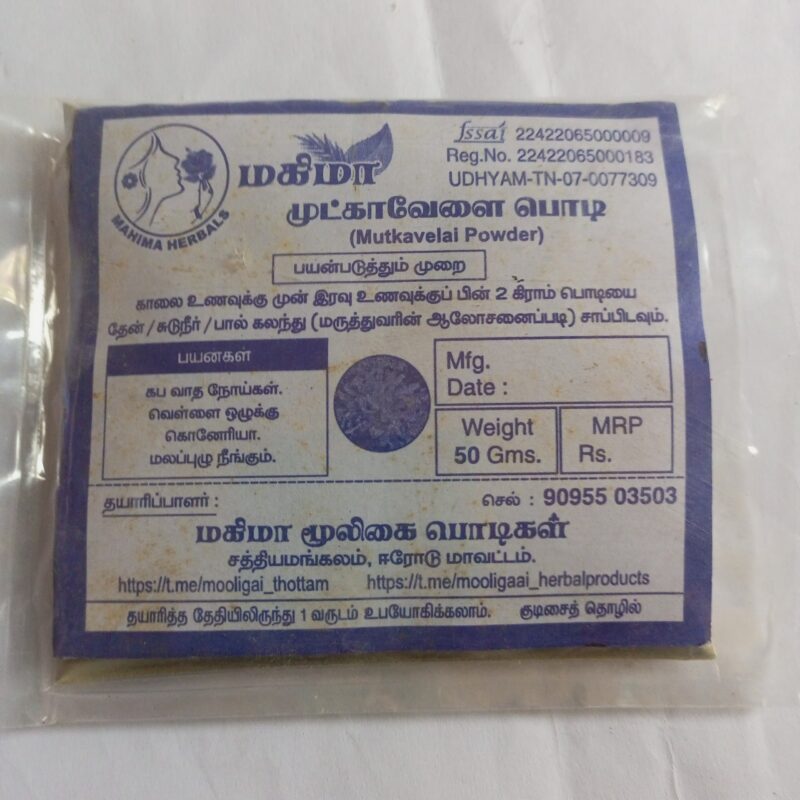 fssai 22422065000009
Reg.No. 22422065000183
UDHYAM-TN-07-0077309
MAHIMA HERBALS
மகிமா
முட்காவேளை பொடி
(Mutkavelai Powder)
பயன்படுத்தும் முறை
காலை உணவுக்கு முன் இரவு உணவுக்குப் பின் 2 கிராம் பொடியை
தேன் / சுடுநீர் / பால் கலந்து (மருத்துவரின் ஆலோசனைப்படி) சாப்பிடவும்.
பயன்கள்
கப வாத நோய்கள்.
வெள்ளை ஒழுக்கு
கொனேரியா.
மலப்புழு நீங்கும்.
Mfg.
Date :
Weight
50 Gms.
MRP
Rs.
தயாரிப்பாளர் :
செல் : 90955 03503
மகிமா மூலிகை பொடிகள்
சத்தியமங்கலம், ஈரோடு மாவட்டம்.
https://t.me/mooligai_thottam https://t.me/mooligaai_herbalproducts
தயாரித்த தேதியிலிருந்து 1 வருடம் உபயோகிக்கலாம். குடிசைத் தொழில்